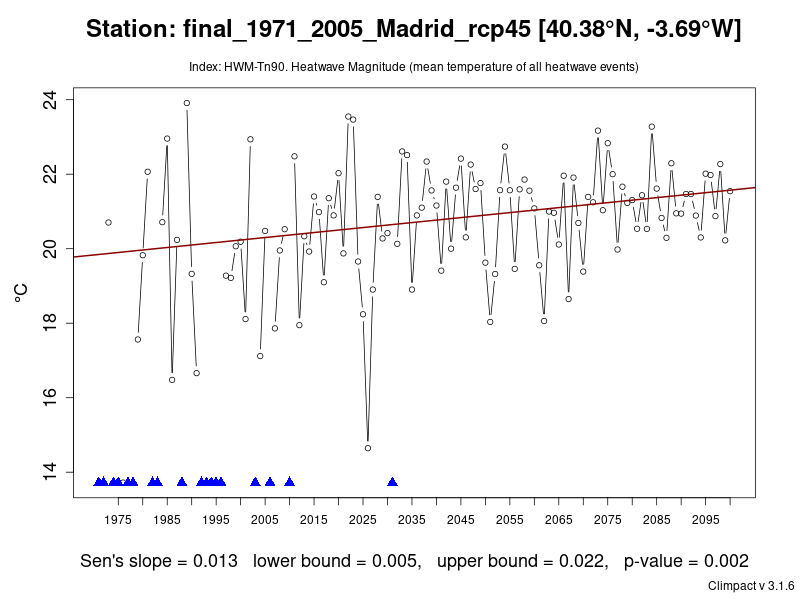 Station: final_1971_2005_Madrid_rcp45 [40.38°N, -3.69°W]
Index: HWM-Tn90. Heatwave Magnitude (mean temperature of all heatwave events)
24
22
20
18
16
14
°C
1975 1985 1995 2005 2015 2025 2035 2045 2055 2065 2075 2085 2095
Sen's slope = 0.013 lower bound = 0.005, upper bound = 0.022, p-value = 0.002
Climpact v 3.1.6